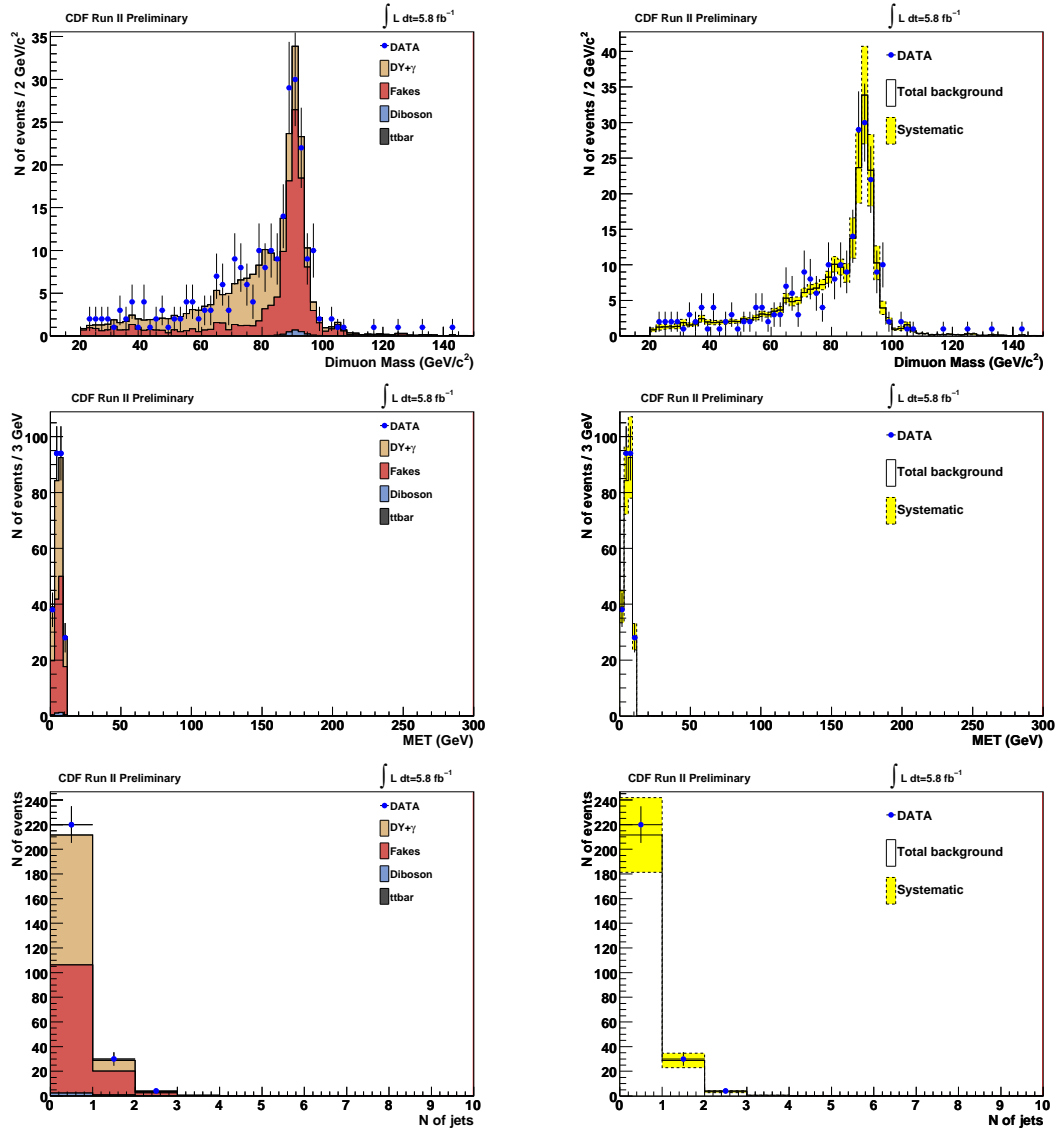 CDF Run II Preliminary
∫ L dt=5.8 fb⁻¹
N of events / 2 GeV/c²
35
30
25
20
15
10
5
0
DATA
DY+γ
Fakes
Diboson
ttbar
20 40 60 80 100 120 140
Dimuon Mass (GeV/c²)
CDF Run II Preliminary
∫ L dt=5.8 fb⁻¹
N of events / 2 GeV/c²
40
35
30
25
20
15
10
5
0
DATA
Total background
Systematic
20 40 60 80 100 120 140
Dimuon Mass (GeV/c²)
CDF Run II Preliminary
∫ L dt=5.8 fb⁻¹
N of events / 3 GeV
100
80
60
40
20
0
DATA
DY+γ
Fakes
Diboson
ttbar
0 50 100 150 200 250 300
MET (GeV)
CDF Run II Preliminary
∫ L dt=5.8 fb⁻¹
N of events / 3 GeV
100
80
60
40
20
0
DATA
Total background
Systematic
0 50 100 150 200 250 300
MET (GeV)
CDF Run II Preliminary
∫ L dt=5.8 fb⁻¹
N of events
240
220
200
180
160
140
120
100
80
60
40
20
0
DATA
DY+γ
Fakes
Diboson
ttbar
0 1 2 3 4 5 6 7 8 9 10
N of jets
CDF Run II Preliminary
∫ L dt=5.8 fb⁻¹
N of events
240
220
200
180
160
140
120
100
80
60
40
20
0
DATA
Total background
Systematic
0 1 2 3 4 5 6 7 8 9 10
N of jets